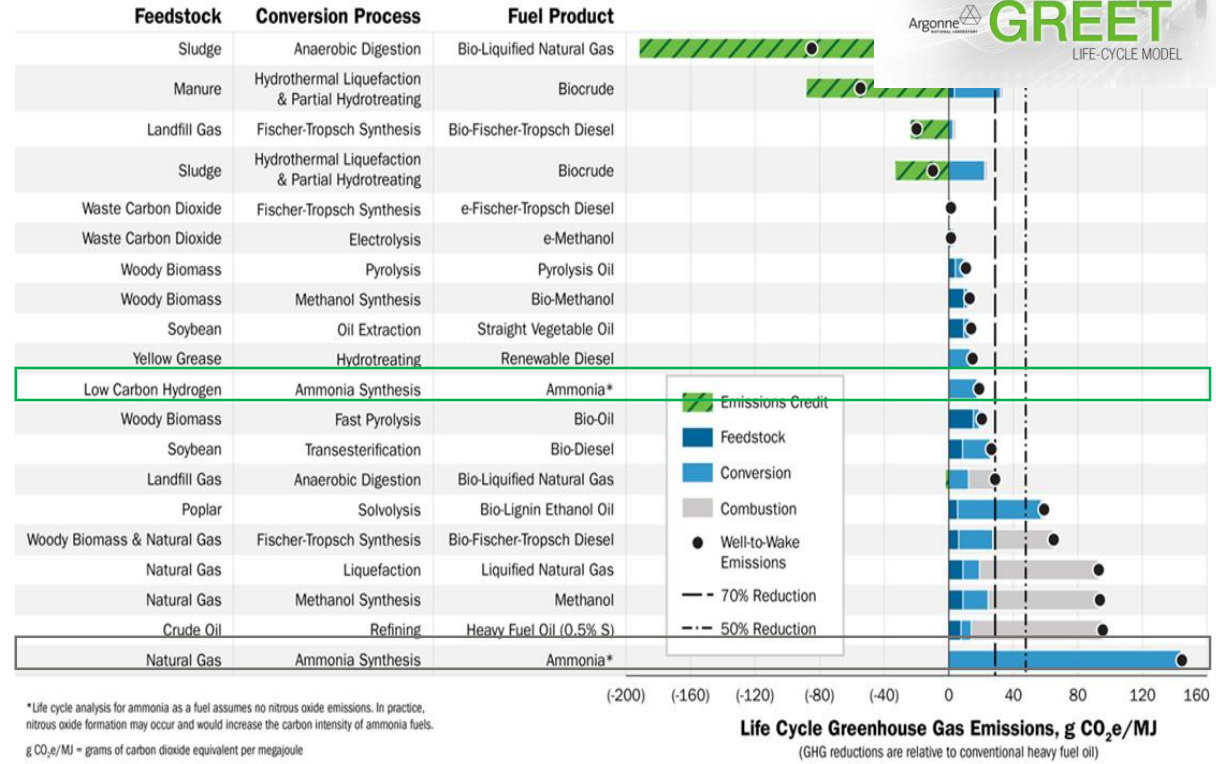 Feedstock Conversion Process Fuel Product
Argonne NATIONAL LABORATORY GREET
LIFE-CYCLE MODEL
Sludge Anaerobic Digestion Bio-Liquified Natural Gas
Manure Hydrothermal Liquefaction & Partial Hydrotreating Biocrude
Landfill Gas Fischer-Tropsch Synthesis Bio-Fischer-Tropsch Diesel
Sludge Hydrothermal Liquefaction & Partial Hydrotreating Biocrude
Waste Carbon Dioxide Fischer-Tropsch Synthesis e-Fischer-Tropsch Diesel
Waste Carbon Dioxide Electrolysis e-Methanol
Woody Biomass Pyrolysis Pyrolysis Oil
Woody Biomass Methanol Synthesis Bio-Methanol
Soybean Oil Extraction Straight Vegetable Oil
Yellow Grease Hydrotreating Renewable Diesel
Low Carbon Hydrogen Ammonia Synthesis Ammonia*
Woody Biomass Fast Pyrolysis Bio-Oil
Soybean Transesterification Bio-Diesel
Landfill Gas Anaerobic Digestion Bio-Liquified Natural Gas
Poplar Solvolysis Bio-Lignin Ethanol Oil
Woody Biomass & Natural Gas Fischer-Tropsch Synthesis Bio-Fischer-Tropsch Diesel
Natural Gas Liquefaction Liquified Natural Gas
Natural Gas Methanol Synthesis Methanol
Crude Oil Refining Heavy Fuel Oil (0.5% S)
Natural Gas Ammonia Synthesis Ammonia*
Emissions Credit
Feedstock
Conversion
Combustion
Well-to-Wake
Emissions
70% Reduction
50% Reduction
(-200) (-160) (-120) (-80) (-40) 0 40 80 120 160
Life Cycle Greenhouse Gas Emissions, g CO₂e/MJ
(GHG reductions are relative to conventional heavy fuel oil)
*Life cycle analysis for ammonia as a fuel assumes no nitrous oxide emissions. In practice,
nitrous oxide formation may occur and would increase the carbon intensity of ammonia fuels.
g CO₂e/MJ = grams of carbon dioxide equivalent per megajoule